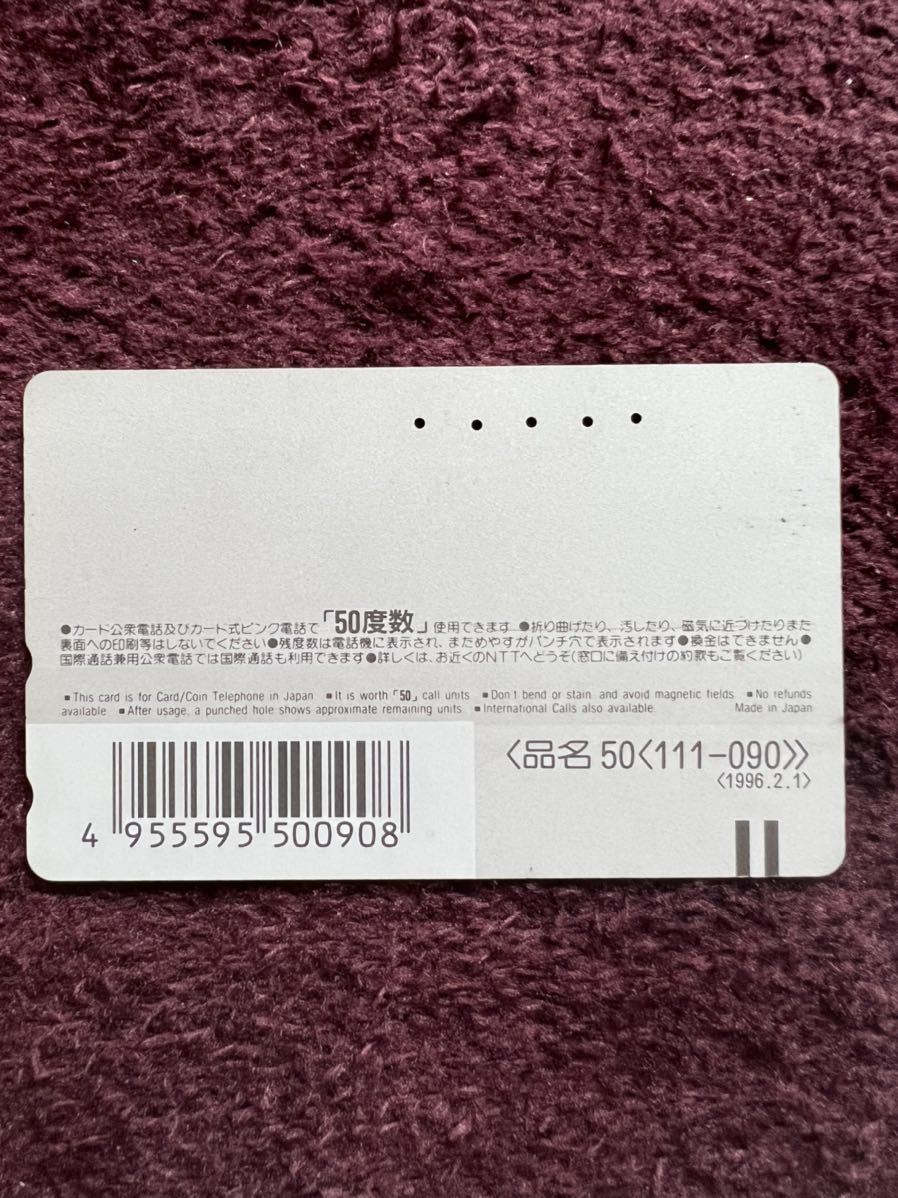 ●カード公衆電話及びカード式ピンク電話で「50度数」使用できます ●折り曲げたり、汚したり、磁気に近づけたりまた
裏面への印刷等はしないでください●残度数は電話機に表示され、まためやすがパンチ穴で表示されます●換金はできません●
国際通話兼用公衆電話では国際通話も利用できます●詳しくは、お近くのNTTへどうぞ(窓口に備え付けの約款もご覧ください)
■This card is for Card/Coin Telephone in Japan ■It is worth「50」call units ■Don't bend or stain and avoid magnetic fields ■No refunds
available ■After usage, a punched hole shows approximate remaining units ■International Calls also available. Made in Japan
〈品名 50〈111-090〉〉
〈1996.2.1〉
4 955595 500908